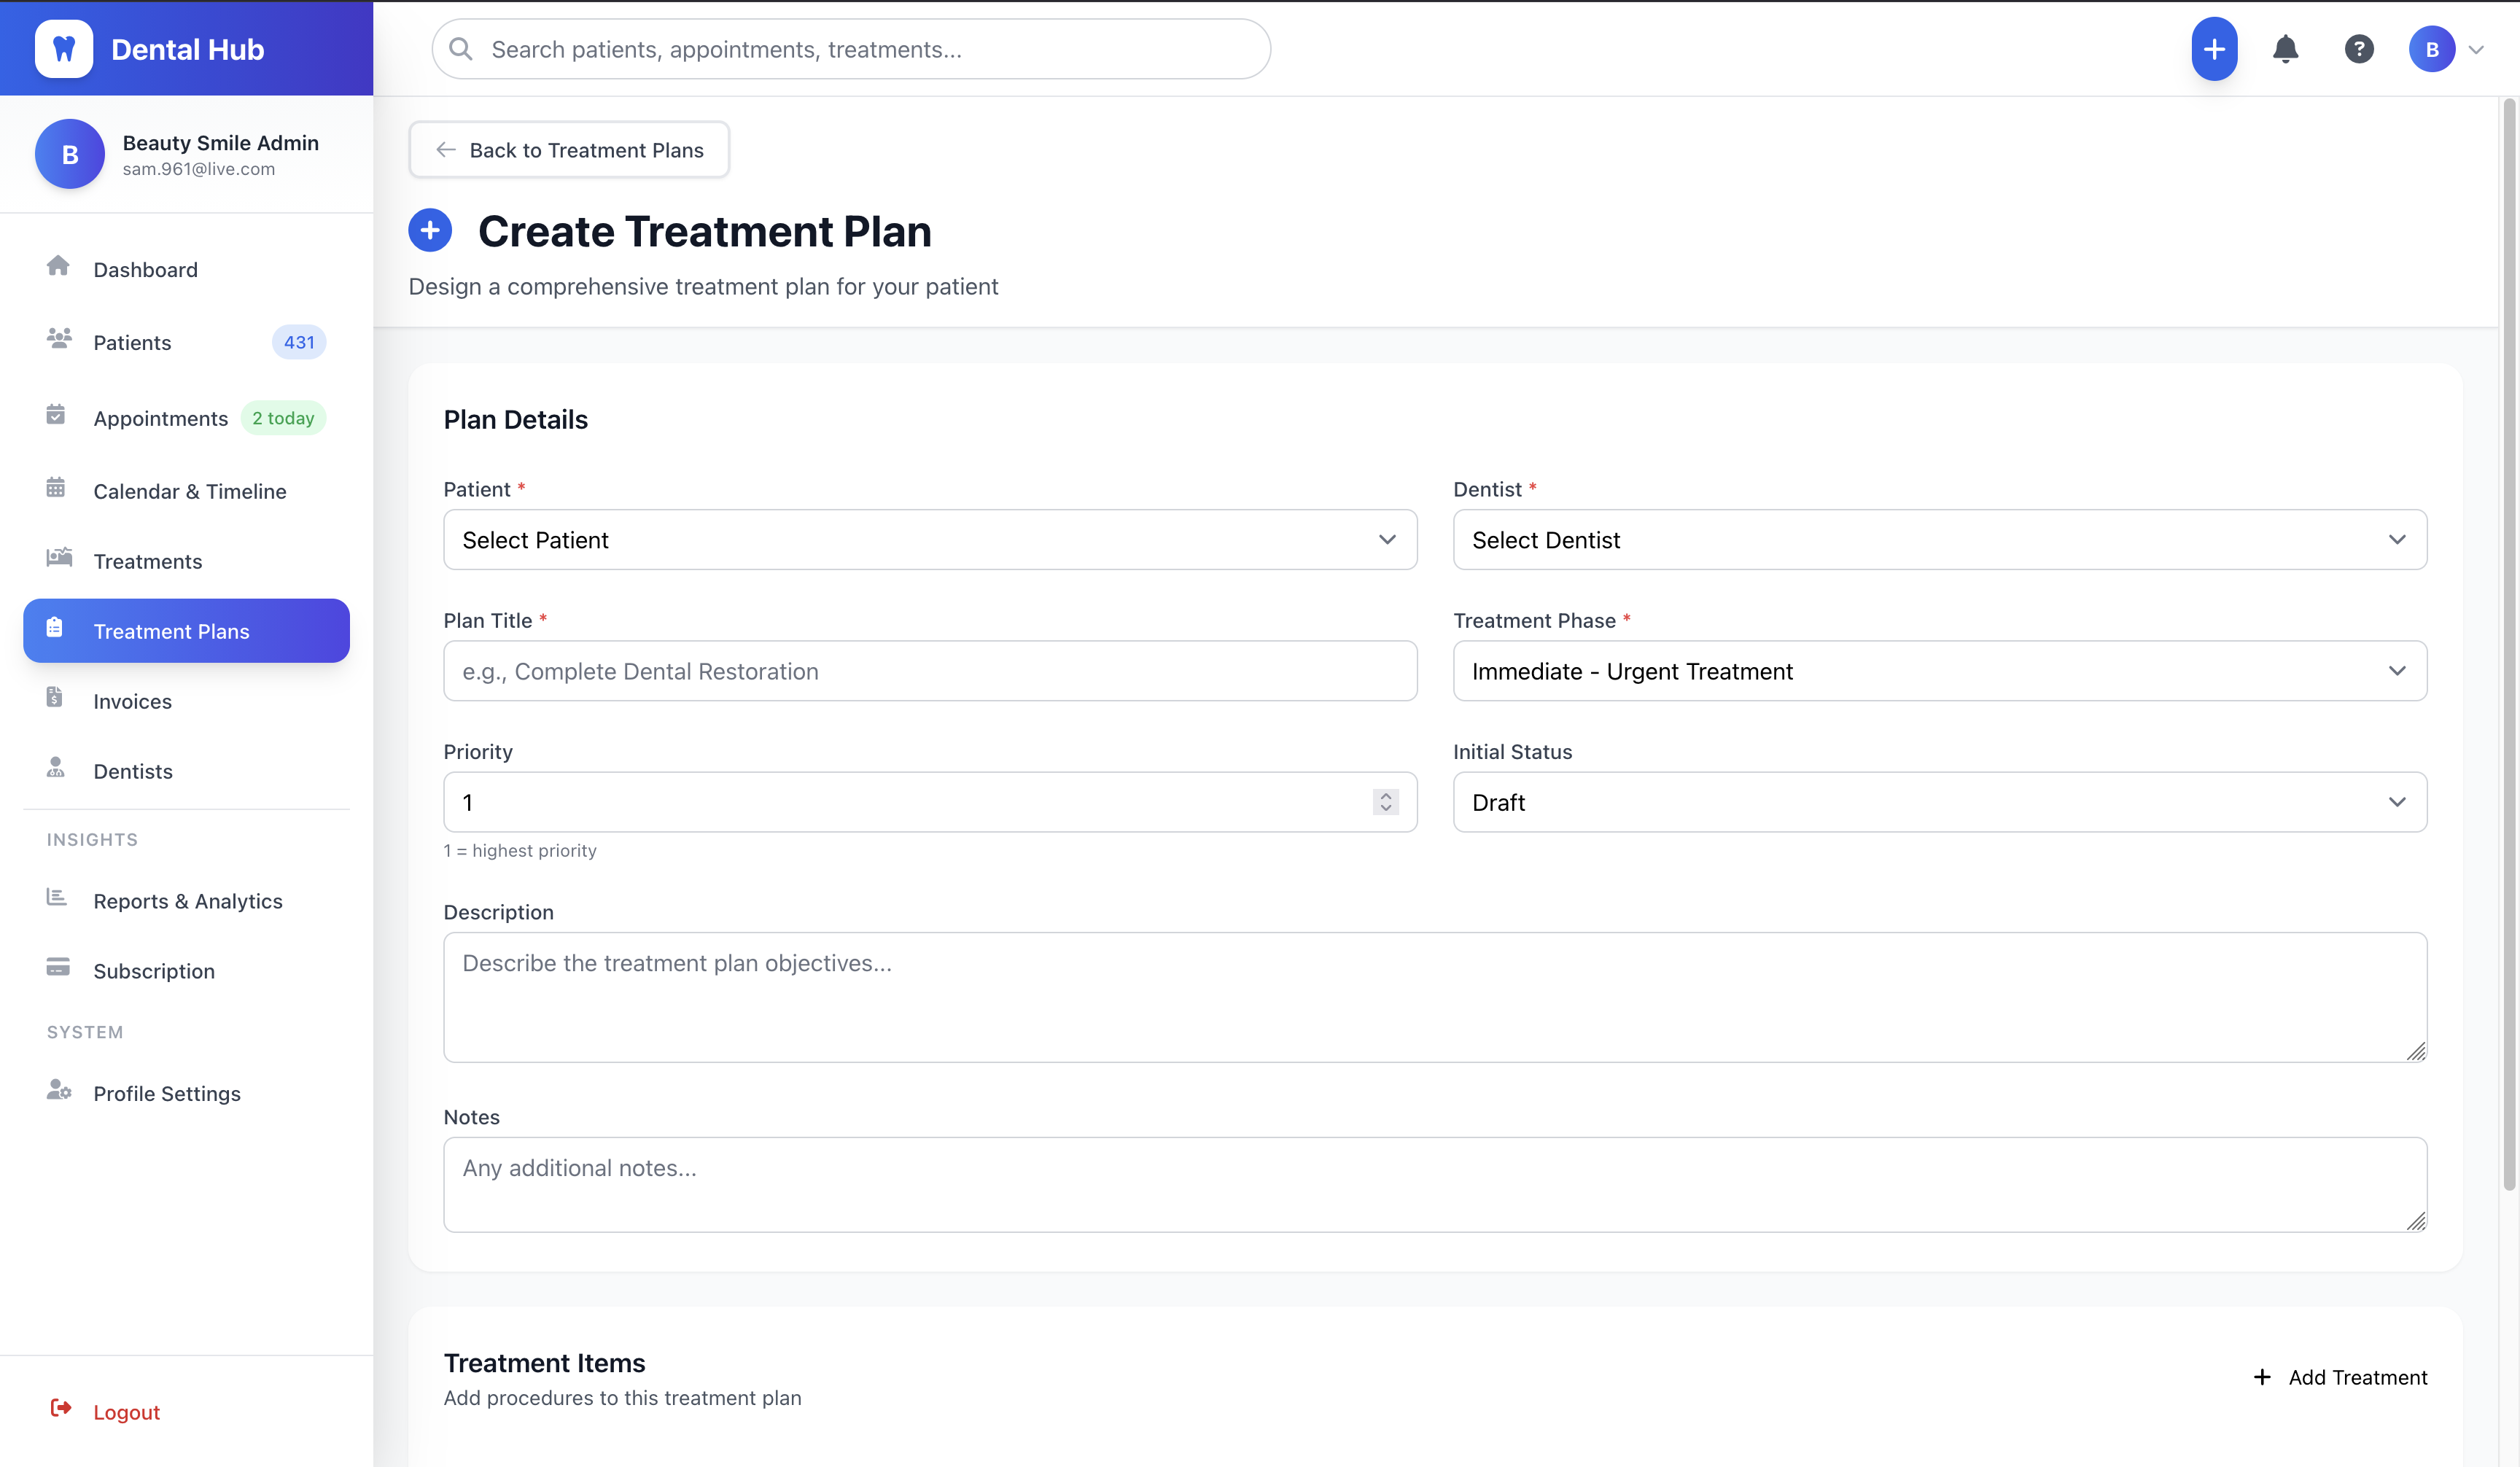 Dental Hub
Search patients, appointments, treatments...
B
Beauty Smile Admin
sam.961@live.com
B
Dashboard
Patients
431
Appointments
2 today
Calendar & Timeline
Treatments
Treatment Plans
Invoices
Dentists
INSIGHTS
Reports & Analytics
Subscription
SYSTEM
Profile Settings
Logout
Back to Treatment Plans
Create Treatment Plan
Design a comprehensive treatment plan for your patient
Plan Details
Patient *
Select Patient
Dentist *
Select Dentist
Plan Title *
e.g., Complete Dental Restoration
Treatment Phase *
Immediate - Urgent Treatment
Priority
1
1 = highest priority
Initial Status
Draft
Description
Describe the treatment plan objectives...
Notes
Any additional notes...
Treatment Items
Add procedures to this treatment plan
+ Add Treatment